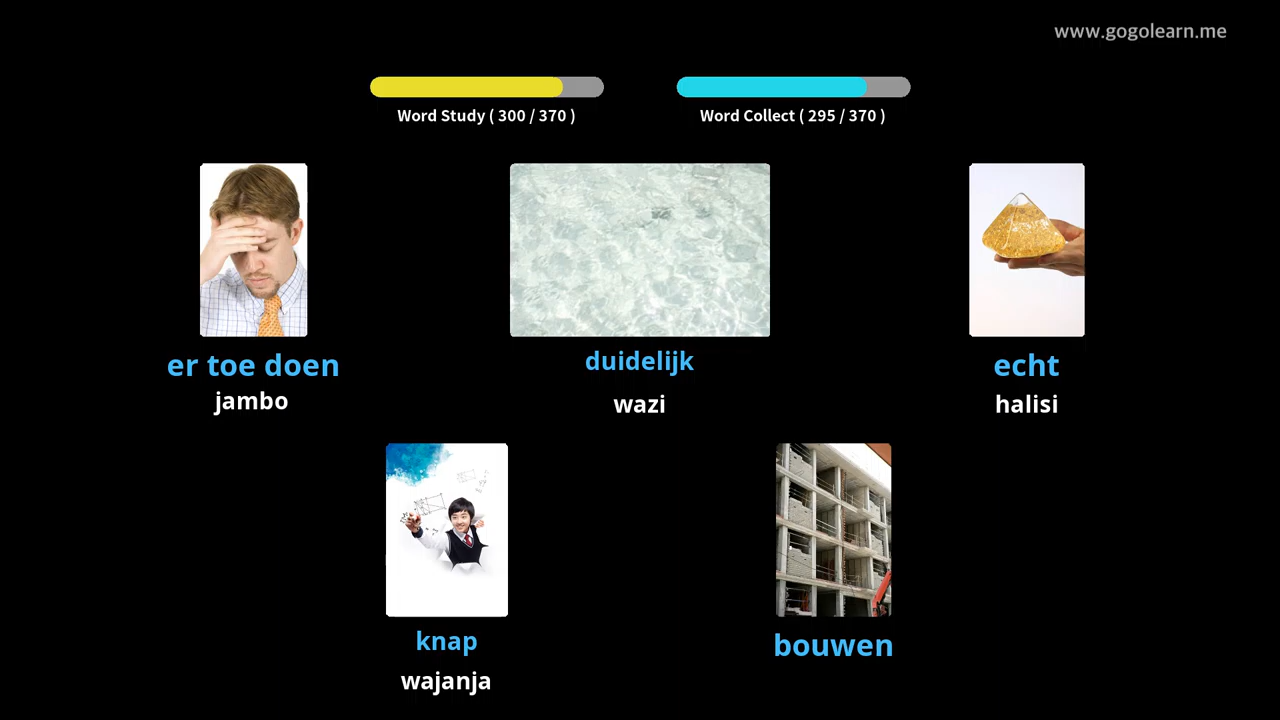 www.gogolearn.me
Word Study ( 300 / 370 )
Word Collect ( 295 / 370 )
er toe doen
jambo
duidelijk
wazi
echt
halisi
knap
wajanja
bouwen